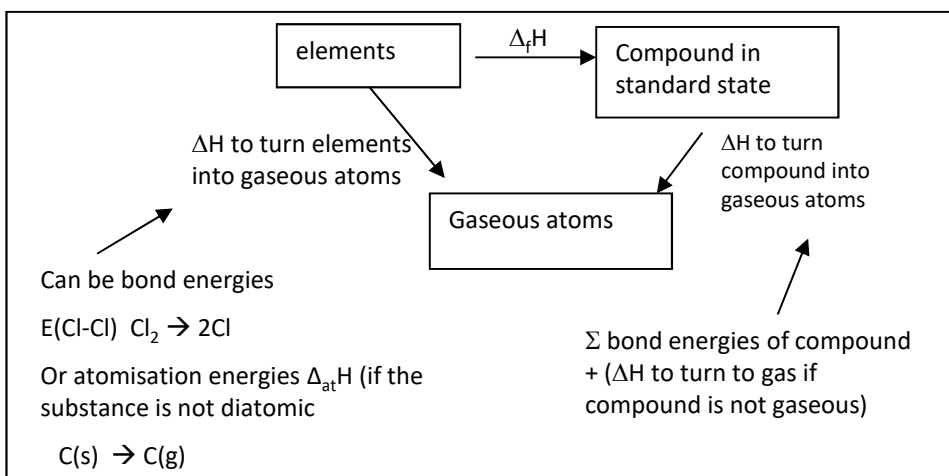 elements
ΔfH
Compound in
standard state
ΔH to turn elements
into gaseous atoms
ΔH to turn
compound into
gaseous atoms
Gaseous atoms
Can be bond energies
E(Cl-Cl)  Cl₂ → 2Cl
Or atomisation energies ΔatH (if the
substance is not diatomic
C(s) → C(g)
Σ bond energies of compound
+ (ΔH to turn to gas if
compound is not gaseous)